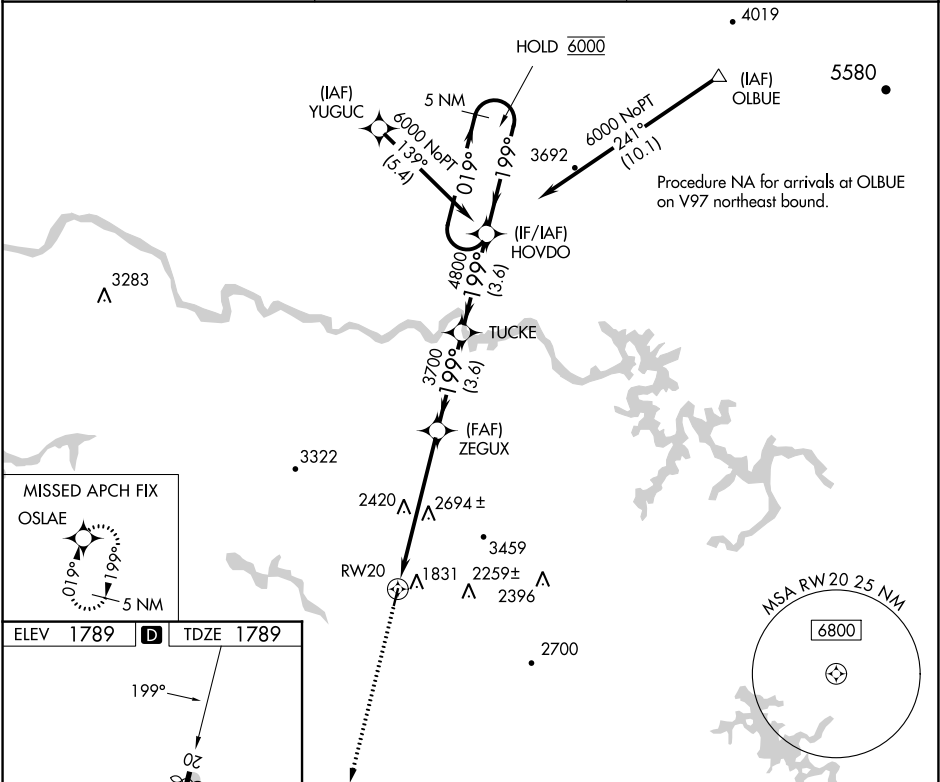 4019
HOLD 6000
(IAF)
OLBUE
5580
(IAF)
YUGUC
5 NM
6000 NoPT
139°
(5.4)
019°
199°
3692
6000 NoPT
241°
(10.1)
Procedure NA for arrivals at OLBUE
on V97 northeast bound.
(IF/IAF)
HOVDO
4800
199°
(3.6)
3283
TUCKE
3700
199°
(3.6)
(FAF)
ZEGUX
3322
MISSED APCH FIX
OSLAE
019°
199°
5 NM
2420
2694 ±
3459
RW20
1831
2259±
2396
MSA RW 20 25 NM
6800
ELEV 1789 D TDZE 1789
2700
199°
20